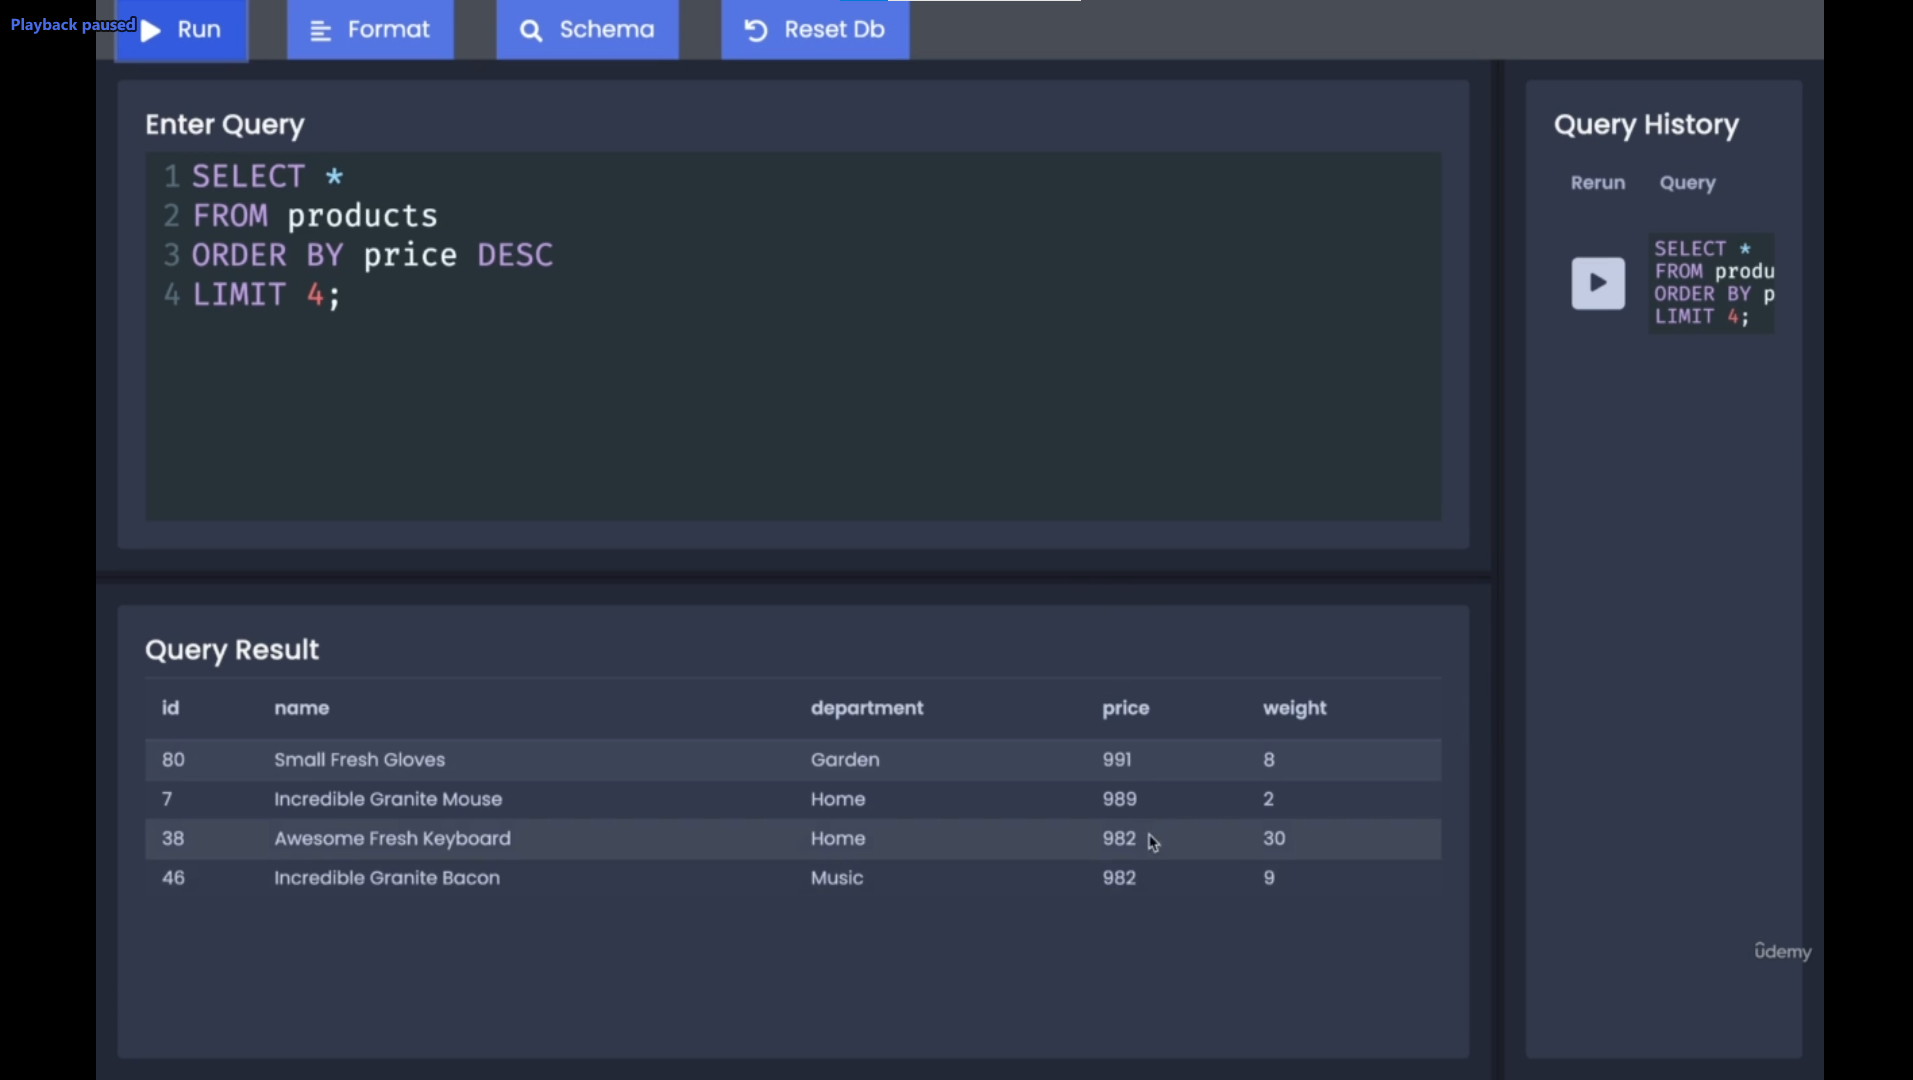 Playback paused
Run
Format
Schema
Reset Db
Enter Query
1 SELECT *
2 FROM products
3 ORDER BY price DESC
4 LIMIT 4;
Query History
Rerun Query
SELECT *
FROM produ
ORDER BY p
LIMIT 4;
Query Result
id name department price weight
80 Small Fresh Gloves Garden 991 8
7 Incredible Granite Mouse Home 989 2
38 Awesome Fresh Keyboard Home 982 30
46 Incredible Granite Bacon Music 982 9
ûdemy